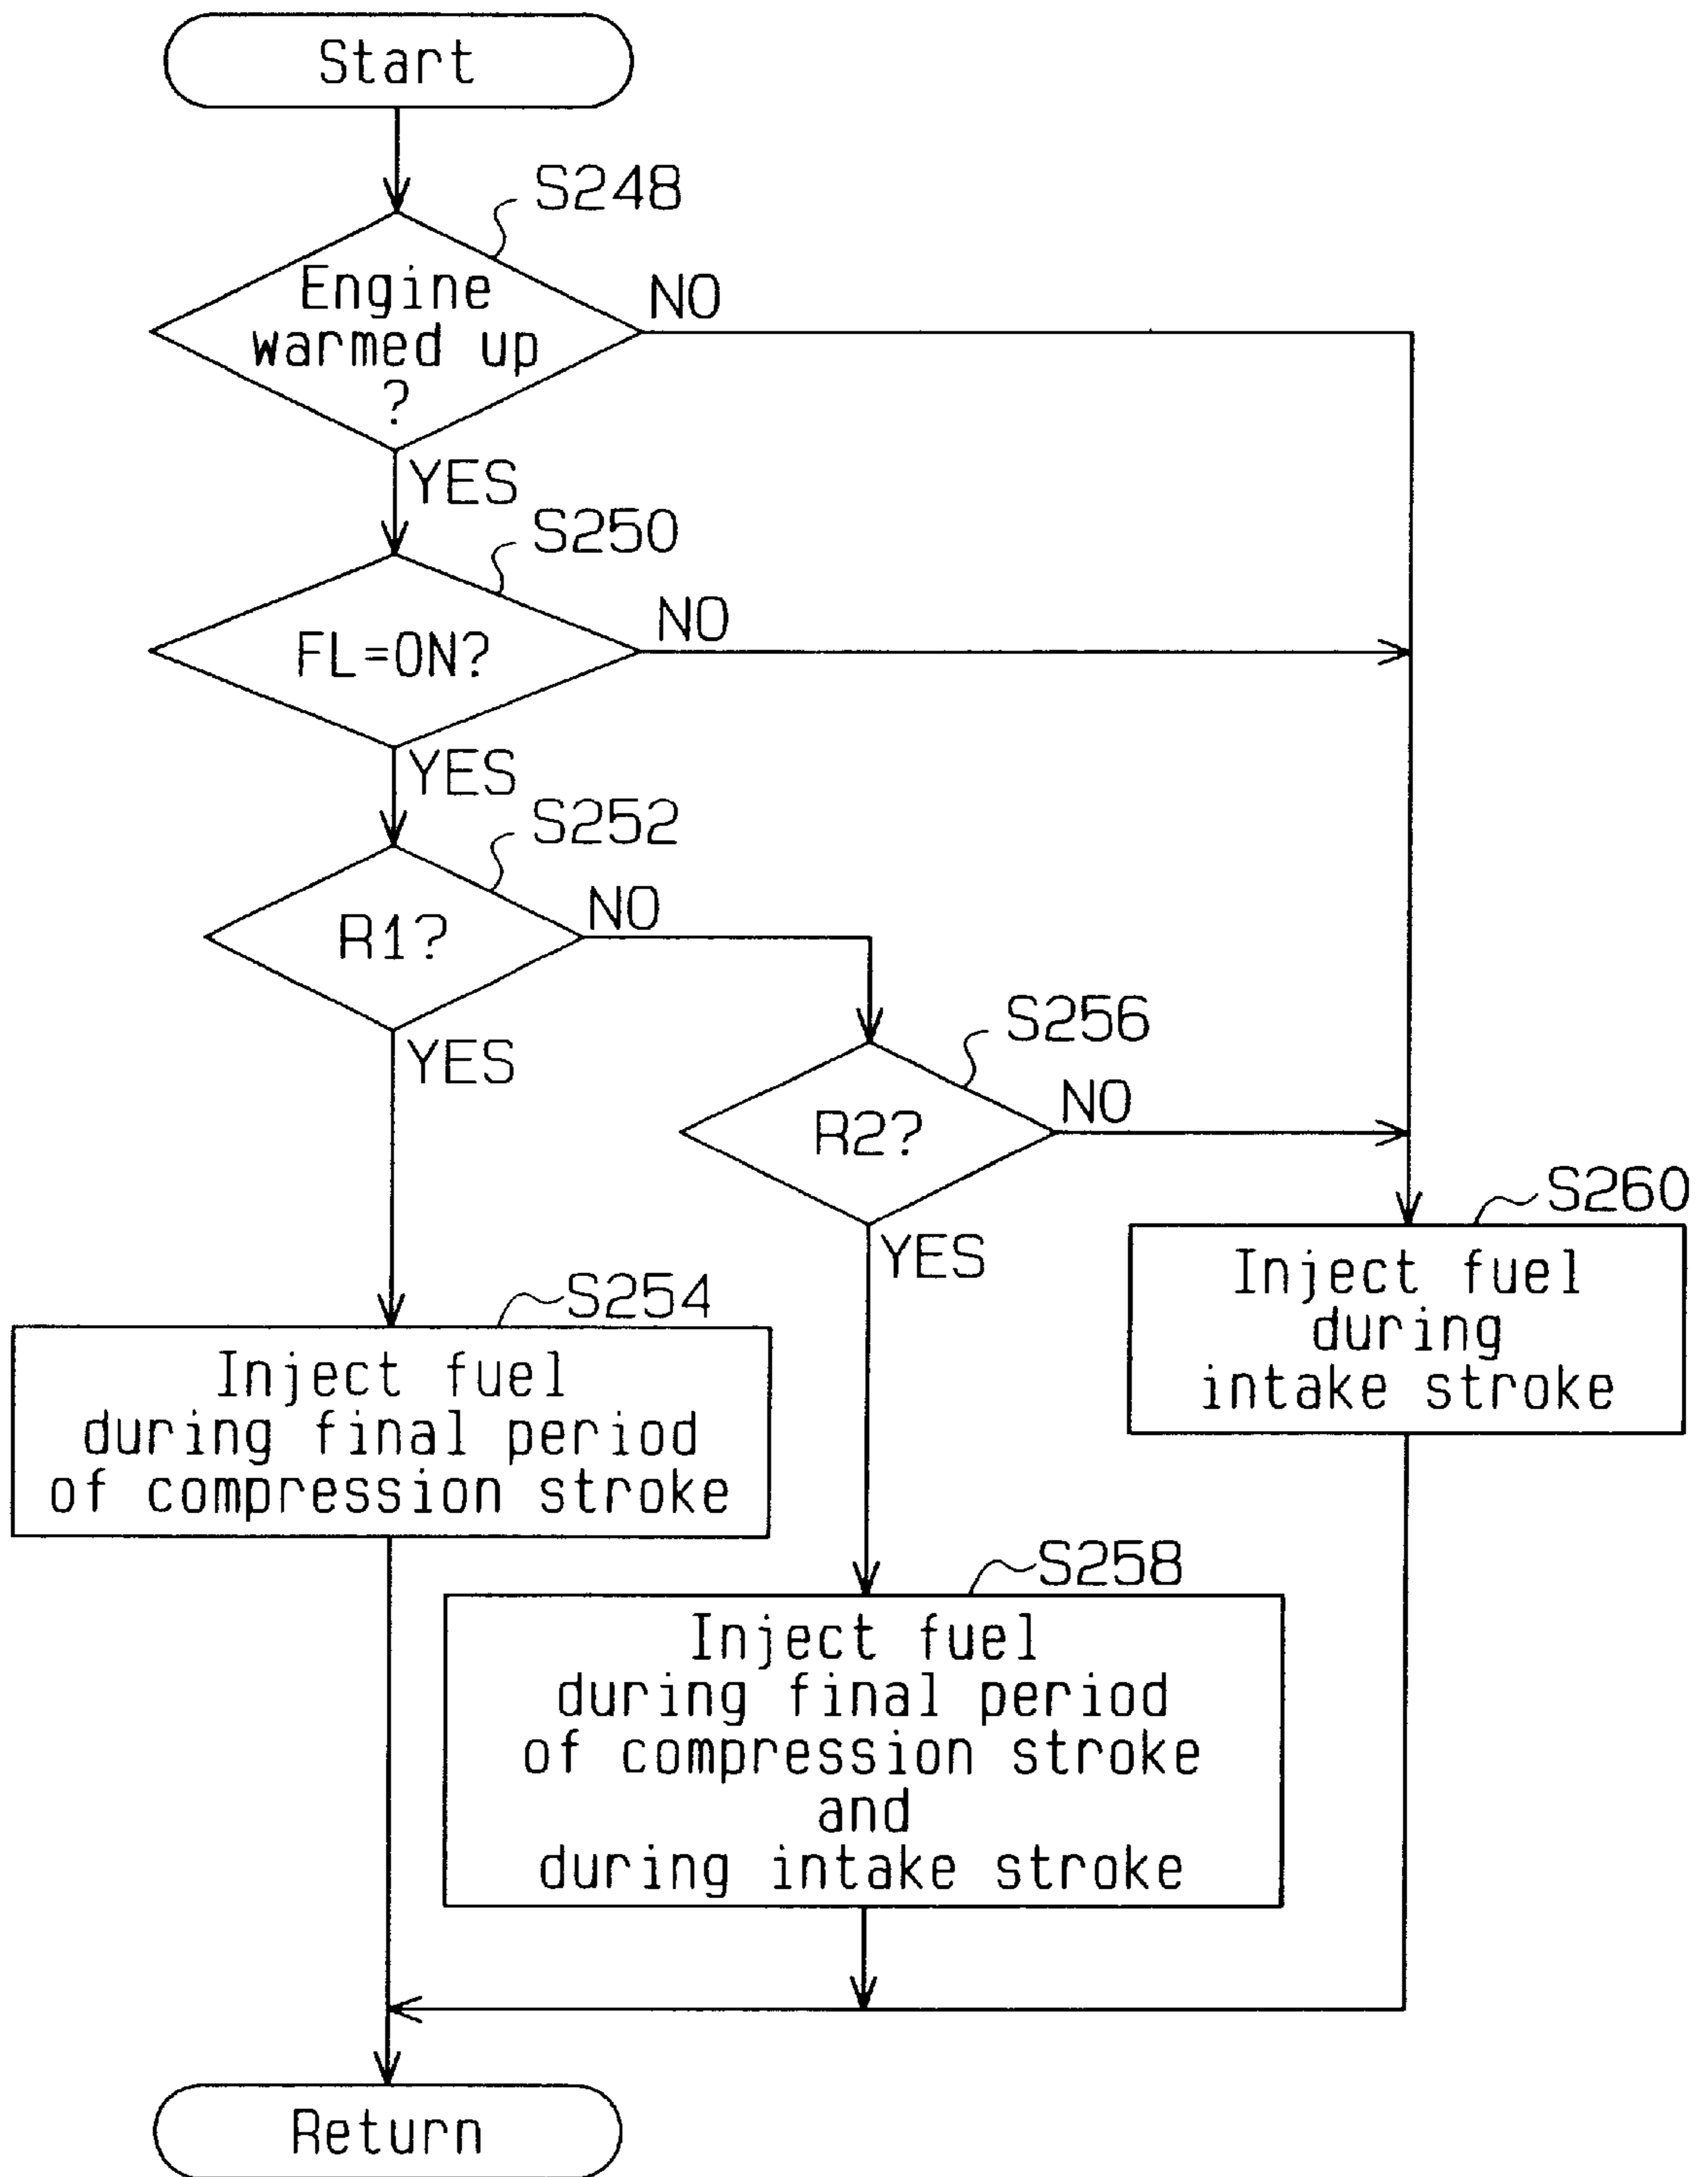 Start
S248
Engine
warmed up
?
NO
YES
S250
FL=ON?
NO
YES
S252
R1?
NO
YES
S256
R2?
NO
YES
S260
Inject fuel
during
intake stroke
S254
Inject fuel
during final period
of compression stroke
S258
Inject fuel
during final period
of compression stroke
and
during intake stroke
Return